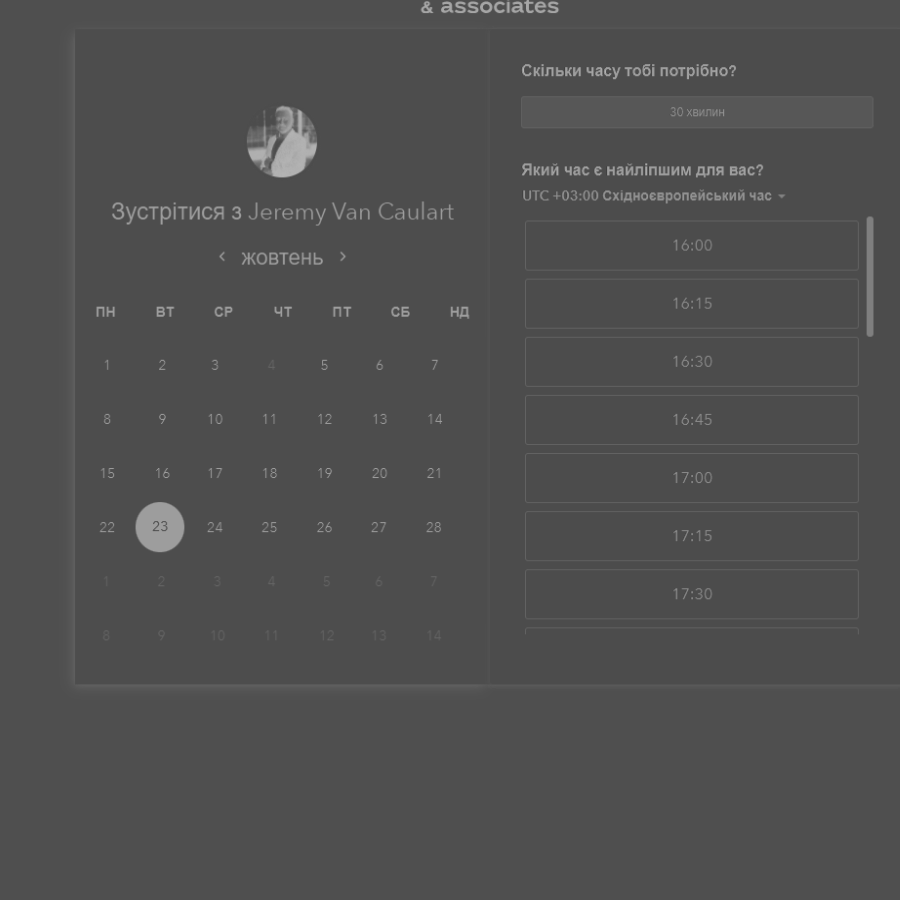 & associates
Зустрітися з Jeremy Van Caulart
жовтень
ПН ВТ СР ЧТ ПТ СБ НД
1 2 3 4 5 6 7
8 9 10 11 12 13 14
15 16 17 18 19 20 21
22 23 24 25 26 27 28
1 2 3 4 5 6 7
8 9 10 11 12 13 14
Скільки часу тобі потрібно?
30 хвилин
Який час є найліпшим для вас?
UTC +03:00 Східноєвропейський час
16:00
16:15
16:30
16:45
17:00
17:15
17:30